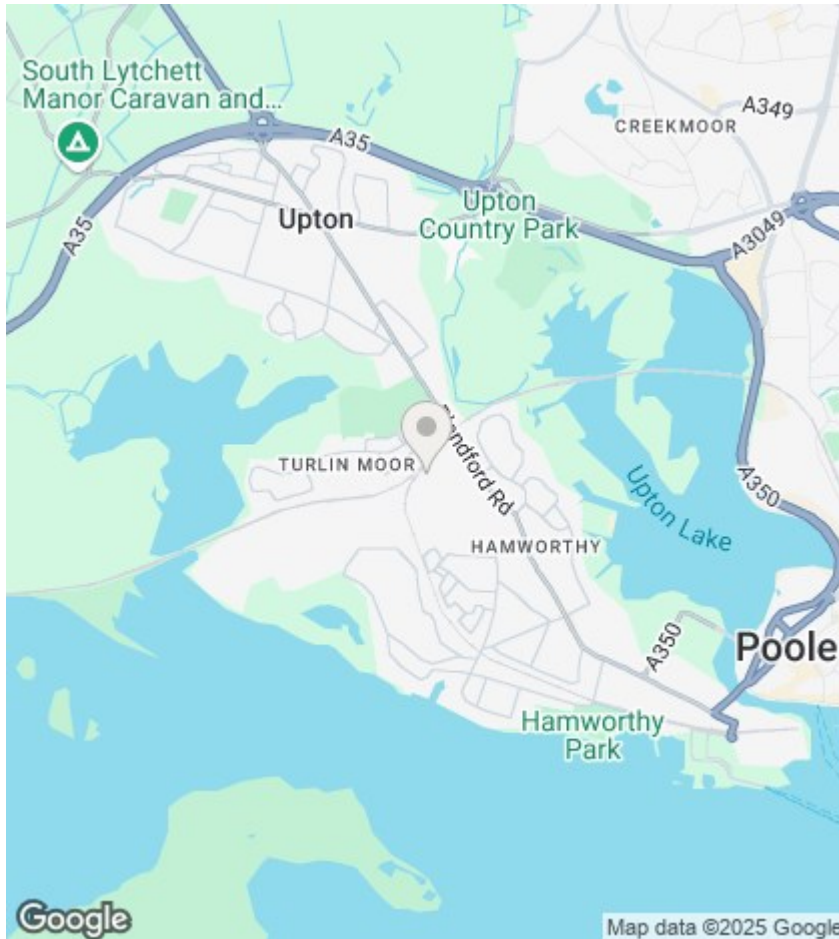 South Lytchett
Manor Caravan and...
A35
A35
A349
CREEKMOOR
Upton
Upton
Country Park
A3049
TURLIN MOOR
Blandford Rd
A350
Upton Lake
HAMWORTHY
A350
Poole
Hamworthy
Park
Google
Map data ©2025 Google